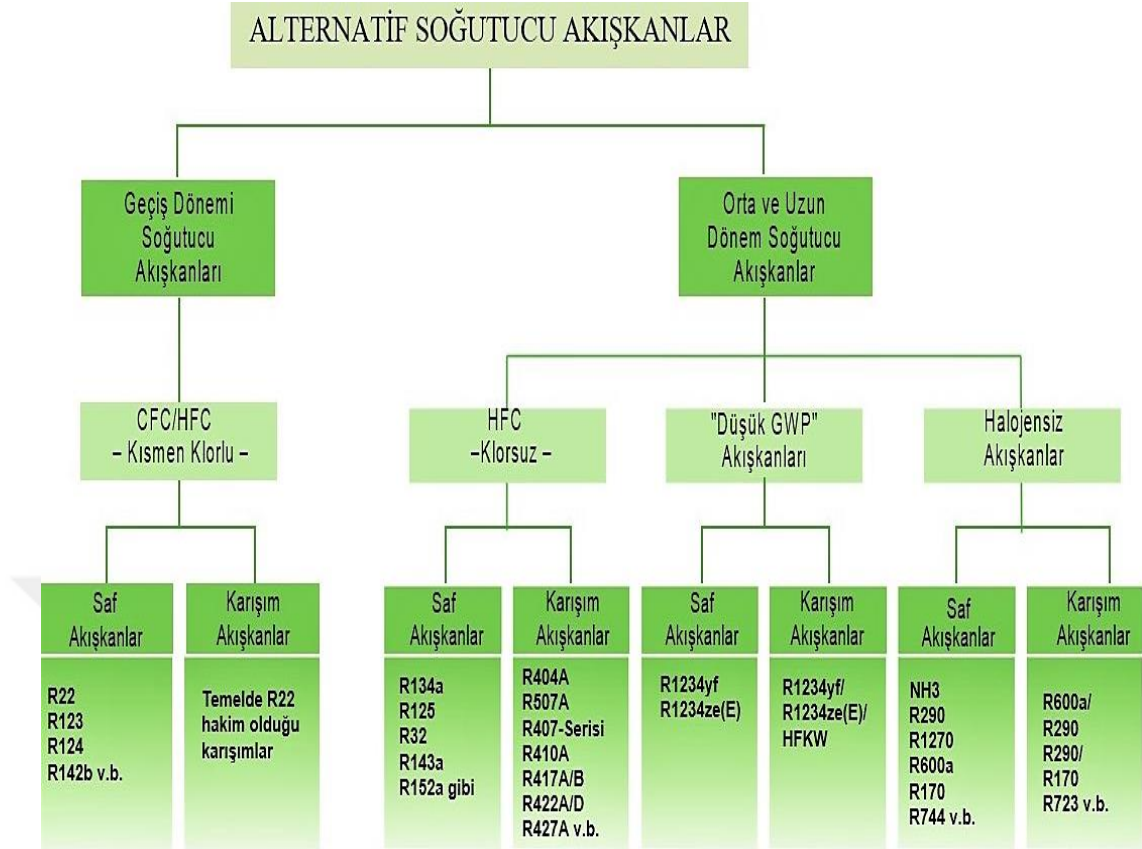 ALTERNATİF SOĞUTUCU AKIŞKANLAR
Geçiş Dönemi
Soğutucu
Akışkanları
Orta ve Uzun
Dönem Soğutucu
Akışkanlar
CFC/HFC
– Kısmen Klorlu –
HFC
–Klorsuz –
"Düşük GWP"
Akışkanları
Halojensiz
Akışkanlar
Saf
Akışkanlar
R22
R123
R124
R142b v.b.
Karışım
Akışkanlar
Temelde R22
hakim olduğu
karışımlar
Saf
Akışkanlar
R134a
R125
R32
R143a
R152a gibi
Karışım
Akışkanlar
R404A
R507A
R407-Serisi
R410A
R417A/B
R422A/D
R427A v.b.
Saf
Akışkanlar
R1234yf
R1234ze(E)
Karışım
Akışkanlar
R1234yf/
R1234ze(E)/
HFKW
Saf
Akışkanlar
NH3
R290
R1270
R600a
R170
R744 v.b.
Karışım
Akışkanlar
R600a/
R290
R290/
R170
R723 v.b.